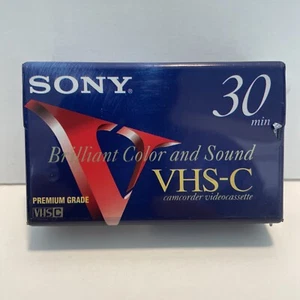 SONY.
30
min
V
Brilliant Color and Sound
VHS-C
camcorder videocassette
PREMIUM GRADE
VHS C